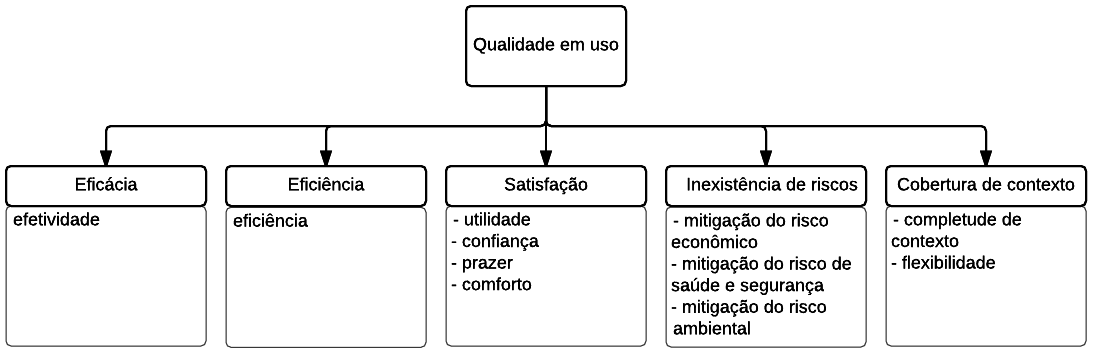 Qualidade em uso
Eficácia
efetividade
Eficiência
eficiência
Satisfação
- utilidade
- confiança
- prazer
- comforto
Inexistência de riscos
- mitigação do risco
econômico
- mitigação do risco de
saúde e segurança
- mitigação do risco
ambiental
Cobertura de contexto
- completude de
contexto
- flexibilidade